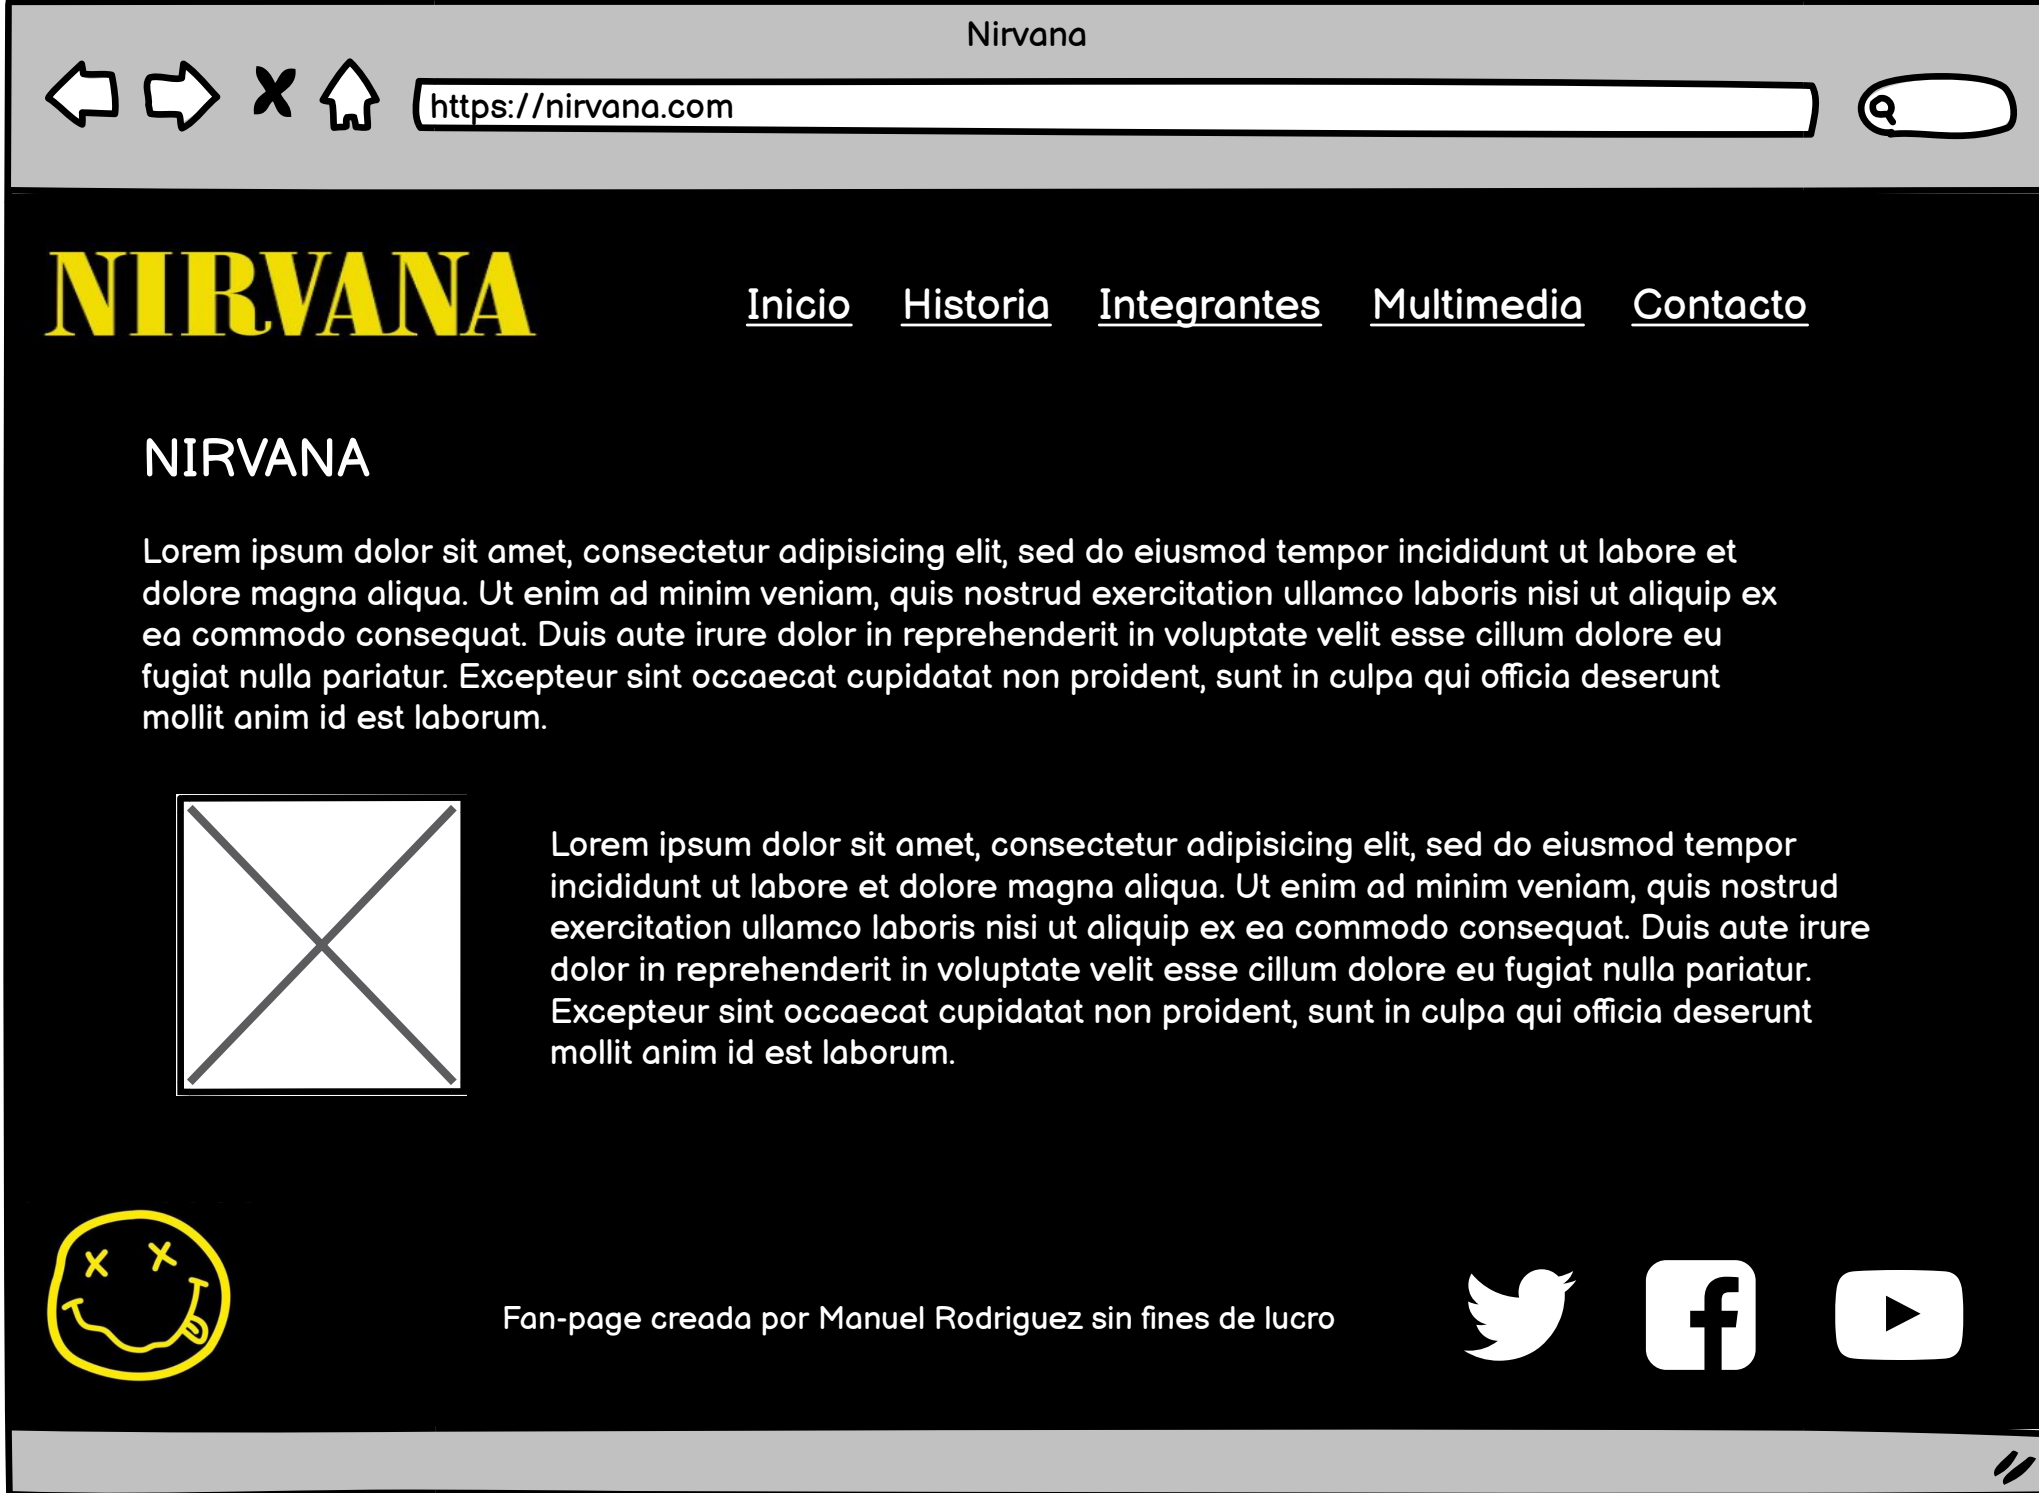 Nirvana
https://nirvana.com
NIRVANA
Inicio Historia Integrantes Multimedia Contacto
NIRVANA
Lorem ipsum dolor sit amet, consectetur adipisicing elit, sed do eiusmod tempor incididunt ut labore et
dolore magna aliqua. Ut enim ad minim veniam, quis nostrud exercitation ullamco laboris nisi ut aliquip ex
ea commodo consequat. Duis aute irure dolor in reprehenderit in voluptate velit esse cillum dolore eu
fugiat nulla pariatur. Excepteur sint occaecat cupidatat non proident, sunt in culpa qui officia deserunt
mollit anim id est laborum.
Lorem ipsum dolor sit amet, consectetur adipisicing elit, sed do eiusmod tempor
incididunt ut labore et dolore magna aliqua. Ut enim ad minim veniam, quis nostrud
exercitation ullamco laboris nisi ut aliquip ex ea commodo consequat. Duis aute irure
dolor in reprehenderit in voluptate velit esse cillum dolore eu fugiat nulla pariatur.
Excepteur sint occaecat cupidatat non proident, sunt in culpa qui officia deserunt
mollit anim id est laborum.
Fan-page creada por Manuel Rodriguez sin fines de lucro